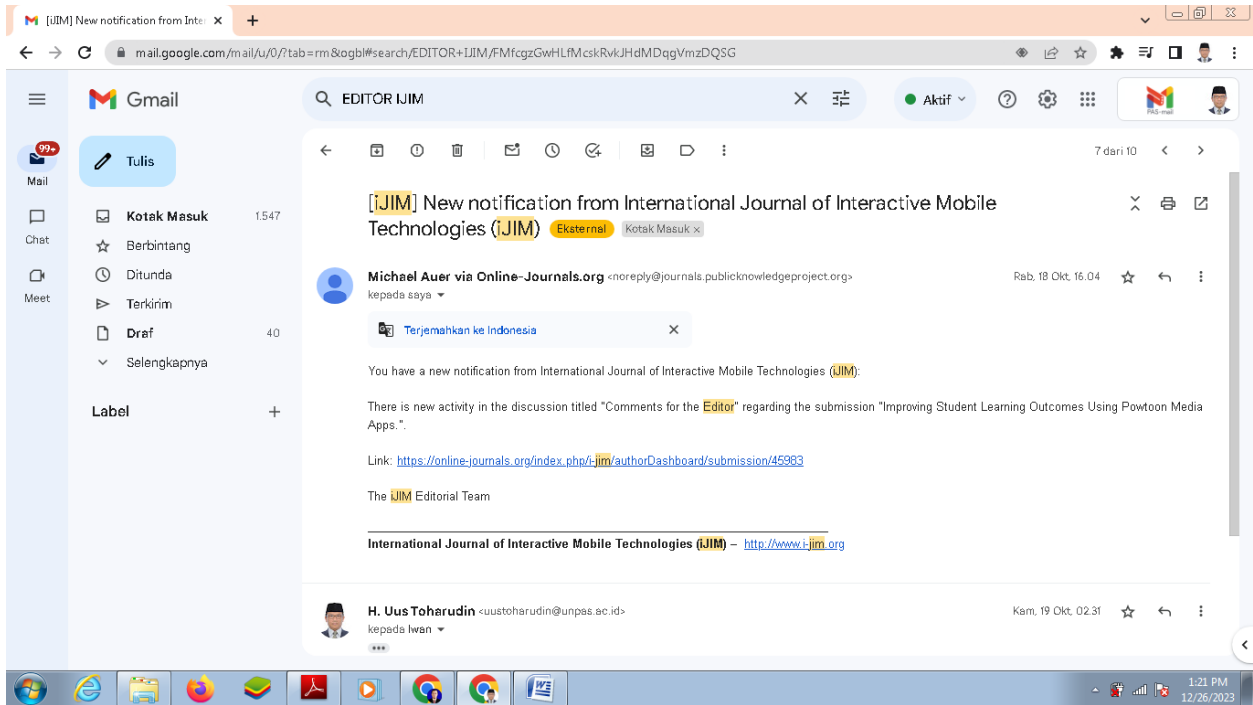 [iJIM] New notification from Inter
mail.google.com/mail/u/0/?tab=rm&ogbl#search/EDITOR+IJIM/FMfcgzGwHLfMcskRvkJHdMDqgVmzDQSG
Gmail
EDITOR IJIM
Aktif
PAS-mail
99+
Mail
Chat
Meet
Tulis
Kotak Masuk 1.547
Berbintang
Ditunda
Terkirim
Draf 40
Selengkapnya
Label
7 dari 10
[iJIM] New notification from International Journal of Interactive Mobile
Technologies (iJIM) Eksternal Kotak Masuk ×
Michael Auer via Online-Journals.org <noreply@journals.publicknowledgeproject.org> Rab, 18 Okt, 16.04
kepada saya
Terjemahkan ke Indonesia
You have a new notification from International Journal of Interactive Mobile Technologies (iJIM):
There is new activity in the discussion titled "Comments for the Editor" regarding the submission "Improving Student Learning Outcomes Using Powtoon Media
Apps.".
Link: https://online-journals.org/index.php/i-jim/authorDashboard/submission/45983
The iJIM Editorial Team
International Journal of Interactive Mobile Technologies (iJIM) – http://www.i-jim.org
H. Uus Toharudin <uustoharudin@unpas.ac.id> Kam, 19 Okt, 02.31
kepada Iwan
1:21 PM
12/26/2023